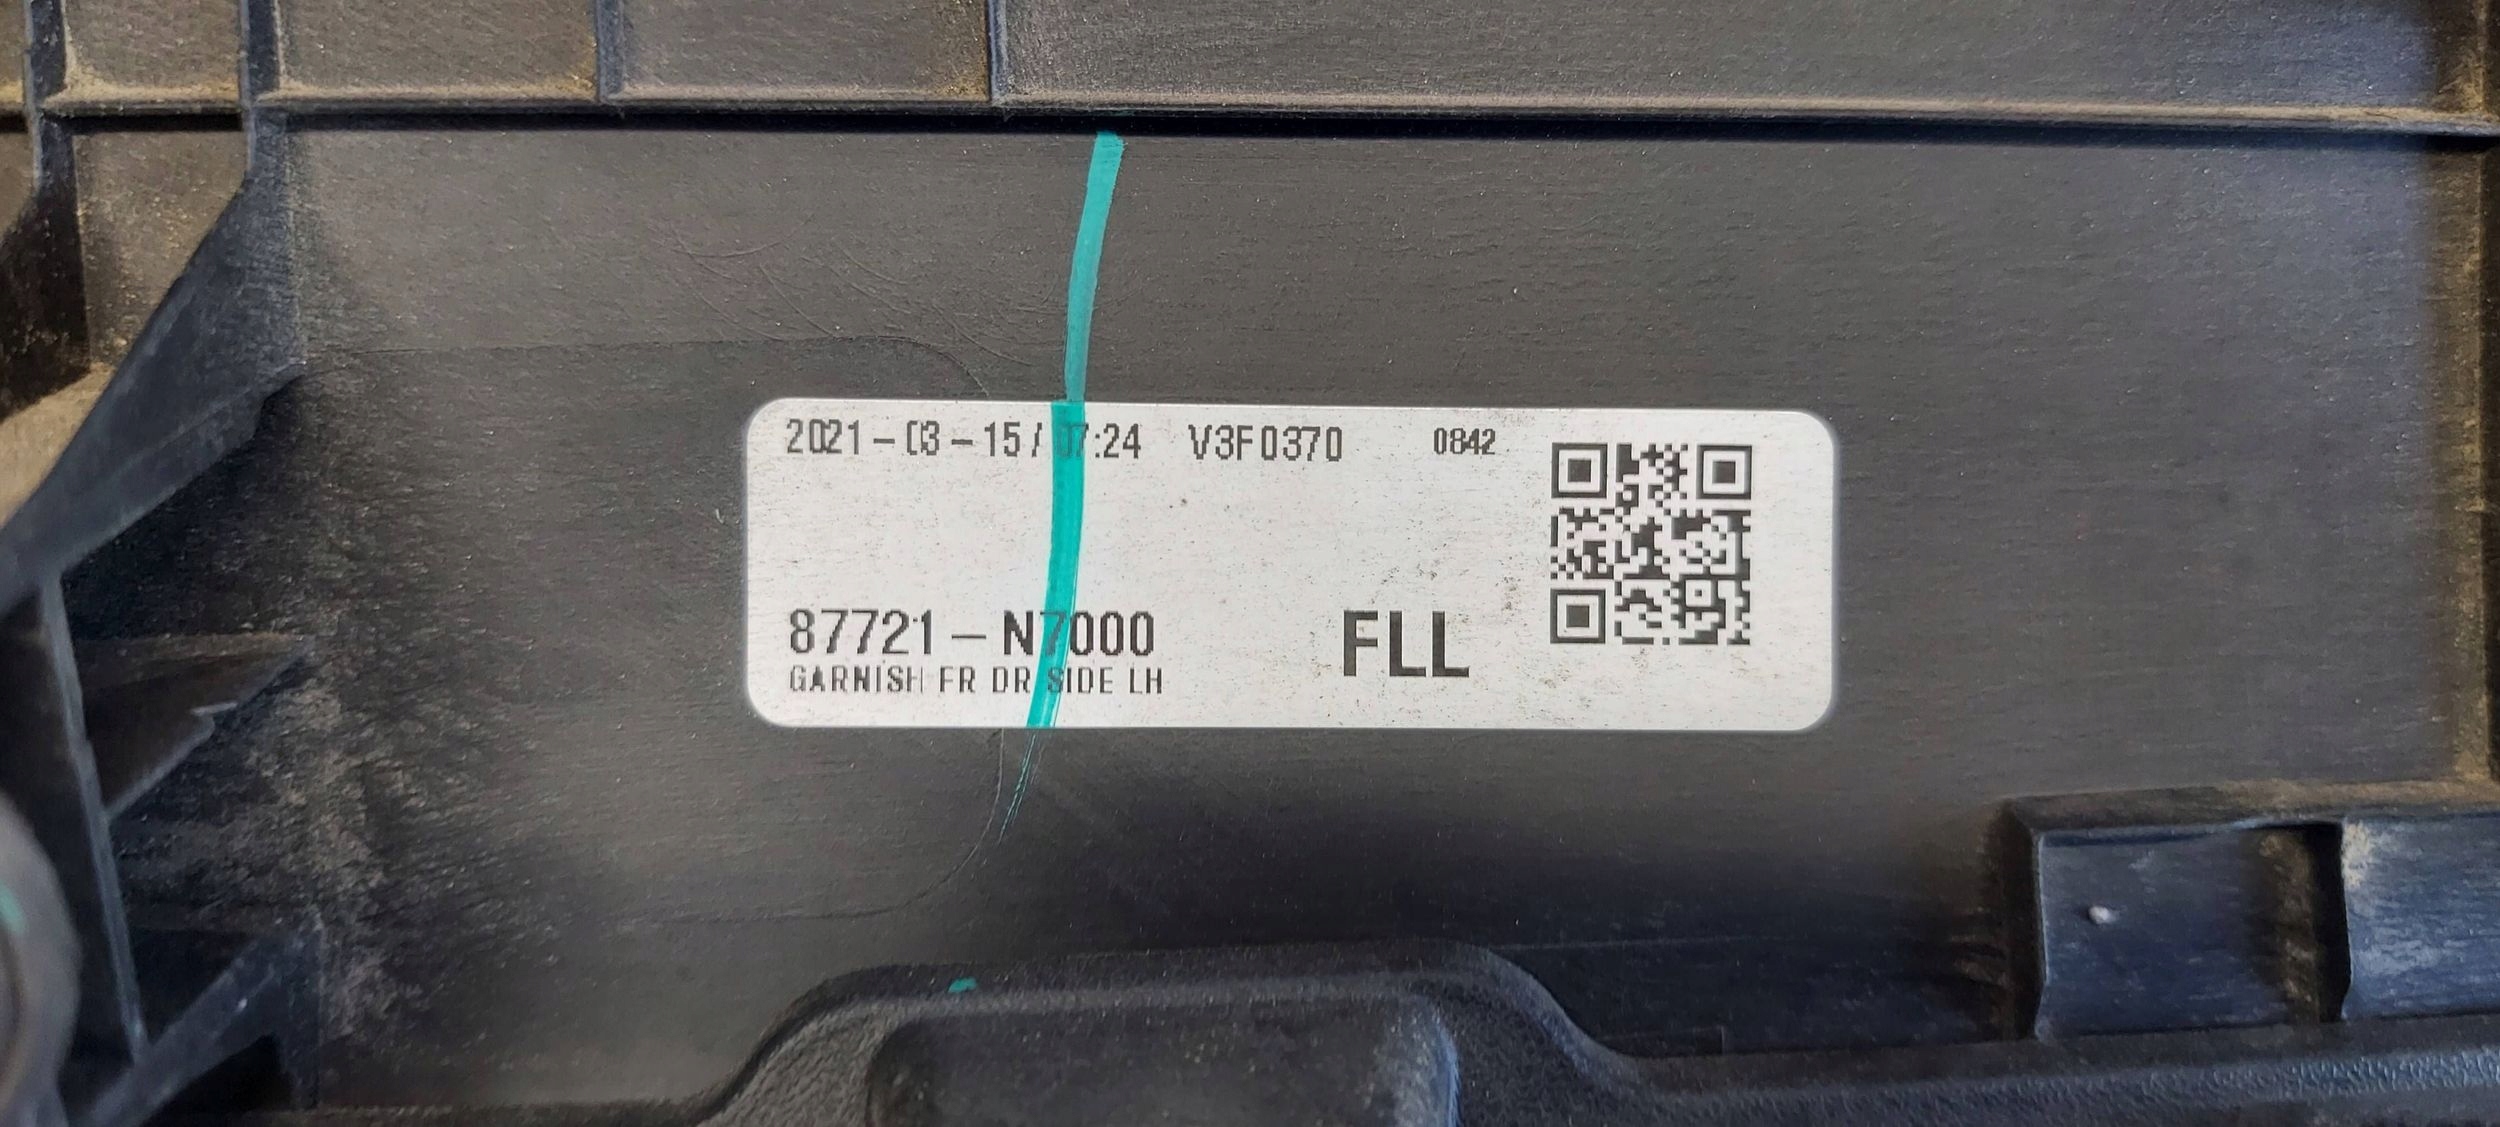 2021-03-15/07:24 V3F0370 0842
87721-N7000 FLL
GARNISH FR DR SIDE LH